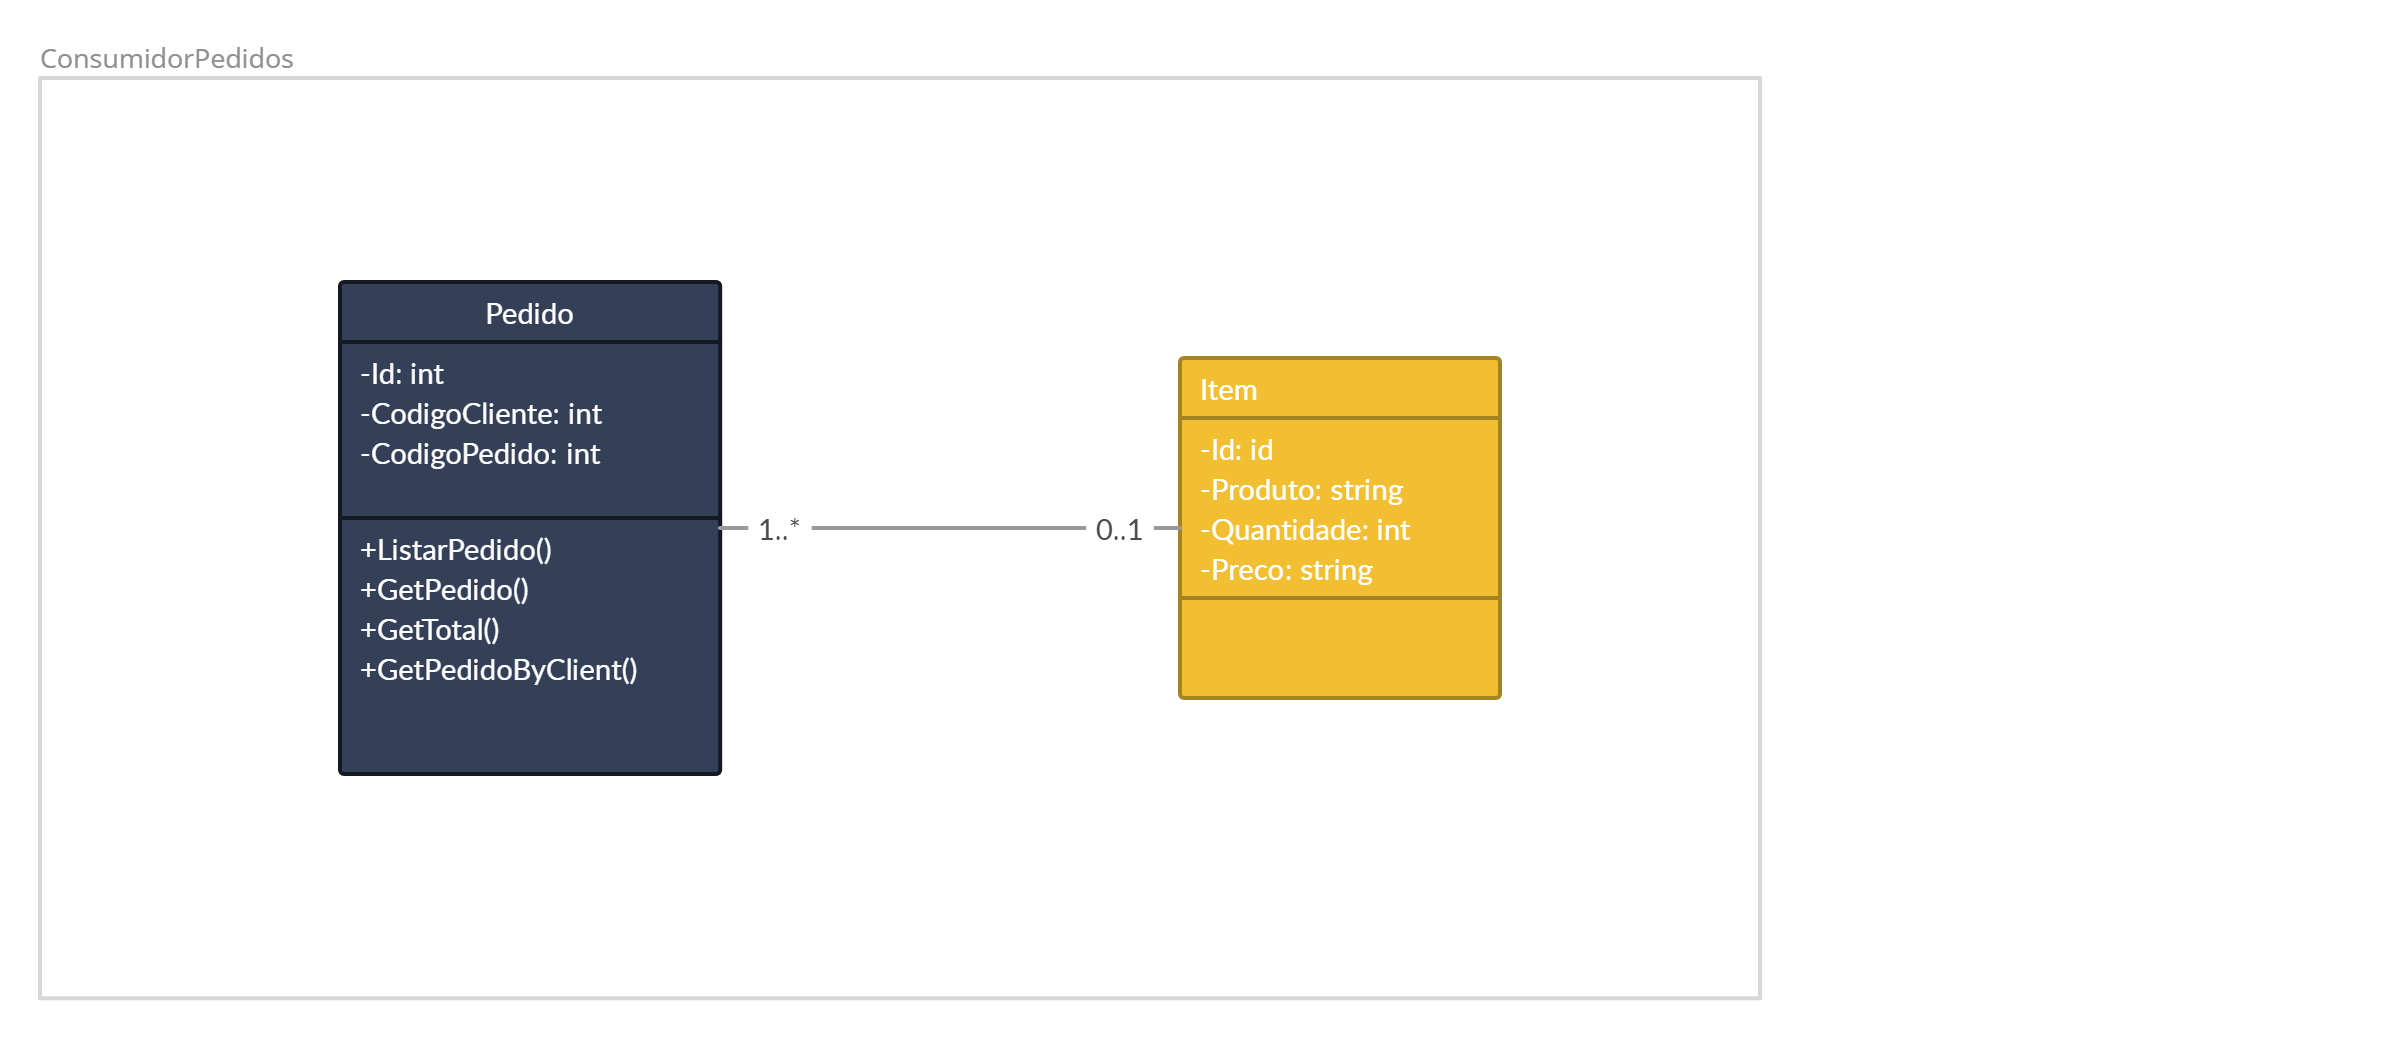 ConsumidorPedidos
Pedido
-Id: int
-CodigoCliente: int
-CodigoPedido: int
+ListarPedido()
+GetPedido()
+GetTotal()
+GetPedidoByClient()
1..*
0..1
Item
-Id: id
-Produto: string
-Quantidade: int
-Preco: string